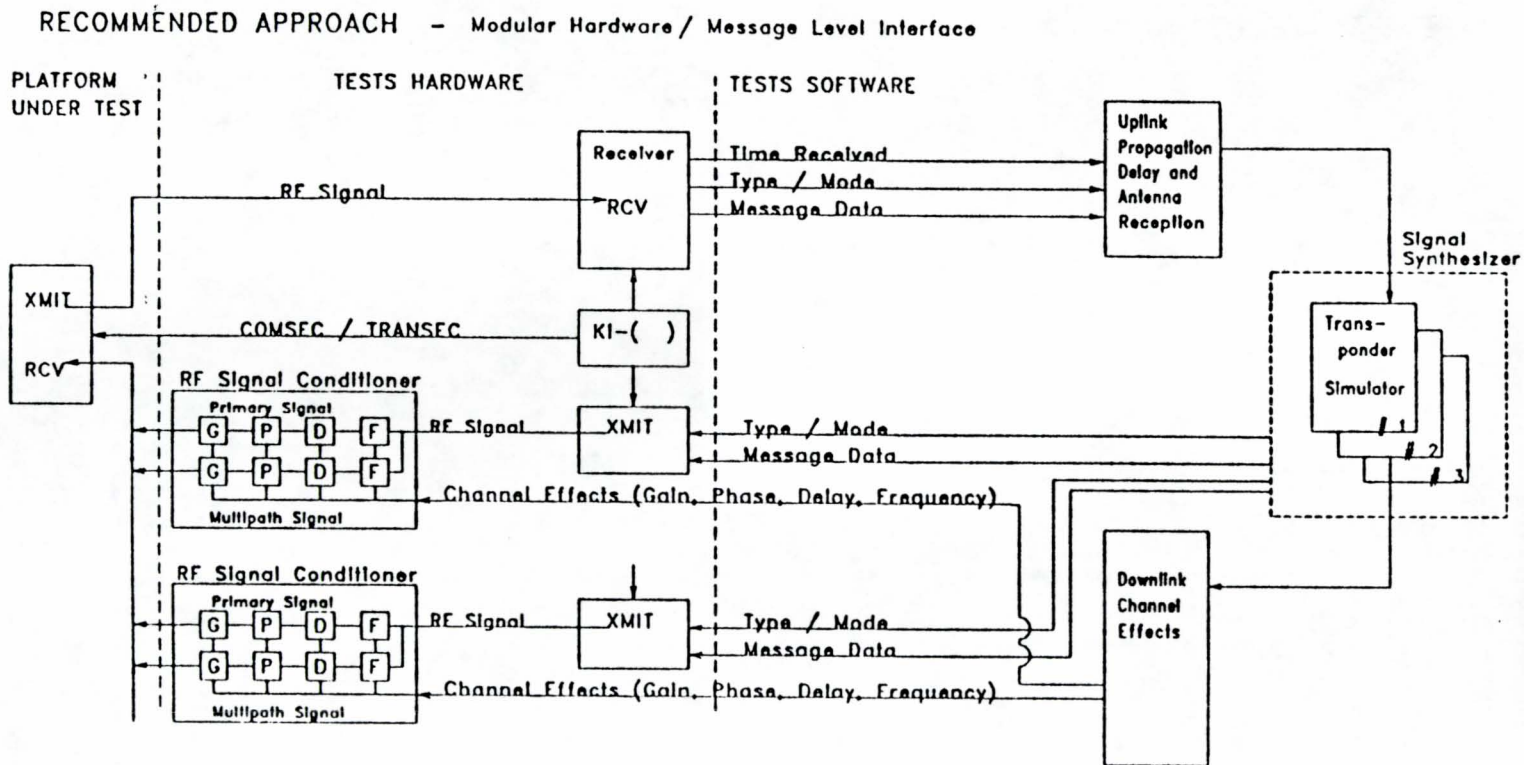 RECOMMENDED APPROACH - Modular Hardware / Message Level Interface
PLATFORM
UNDER TEST
TESTS HARDWARE
TESTS SOFTWARE
Receiver
RCV
Time Received
Type / Mode
Message Data
Uplink
Propagation
Delay and
Antenna
Reception
RF Signal
Signal
Synthesizer
XMIT
RCV
COMSEC / TRANSEC
KI-( )
Trans-
ponder
Simulator
# 1
# 2
# 3
RF Signal Conditioner
Primary Signal
G P D F
G P D F
Multipath Signal
RF Signal
XMIT
Type / Mode
Message Data
Channel Effects (Gain, Phase, Delay, Frequency)
Downlink
Channel
Effects
RF Signal Conditioner
Primary Signal
G P D F
G P D F
Multipath Signal
RF Signal
XMIT
Type / Mode
Message Data
Channel Effects (Gain, Phase, Delay, Frequency)